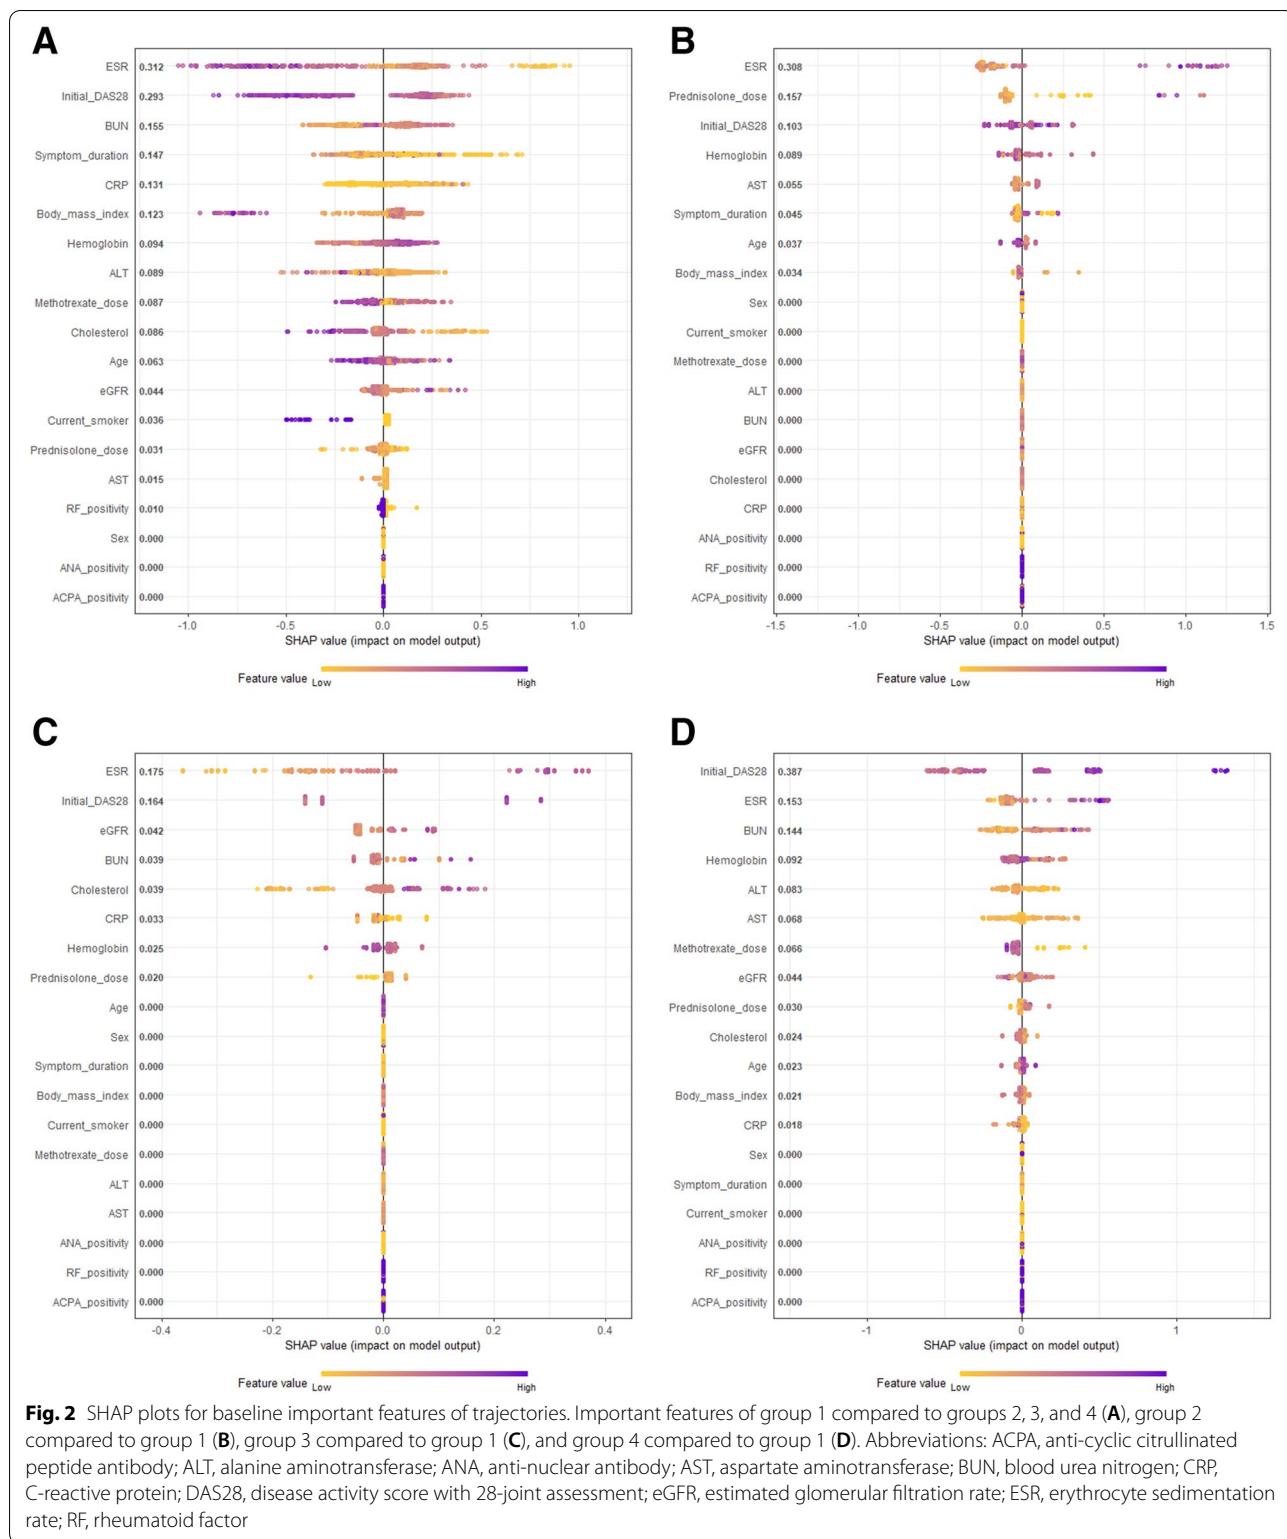 A
ESR 0.312
Initial_DAS28 0.293
BUN 0.155
Symptom_duration 0.147
CRP 0.131
Body_mass_index 0.123
Hemoglobin 0.094
ALT 0.089
Methotrexate_dose 0.087
Cholesterol 0.086
Age 0.063
eGFR 0.044
Current_smoker 0.036
Prednisolone_dose 0.031
AST 0.015
RF_positivity 0.010
Sex 0.000
ANA_positivity 0.000
ACPA_positivity 0.000
-1.0 -0.5 0.0 0.5 1.0
SHAP value (impact on model output)
Feature value Low High
B
ESR 0.308
Prednisolone_dose 0.157
Initial_DAS28 0.103
Hemoglobin 0.089
AST 0.055
Symptom_duration 0.045
Age 0.037
Body_mass_index 0.034
Sex 0.000
Current_smoker 0.000
Methotrexate_dose 0.000
ALT 0.000
BUN 0.000
eGFR 0.000
Cholesterol 0.000
CRP 0.000
ANA_positivity 0.000
RF_positivity 0.000
ACPA_positivity 0.000
-1.5 -1.0 -0.5 0.0 0.5 1.0 1.5
SHAP value (impact on model output)
Feature value Low High
C
ESR 0.175
Initial_DAS28 0.164
eGFR 0.042
BUN 0.039
Cholesterol 0.039
CRP 0.033
Hemoglobin 0.025
Prednisolone_dose 0.020
Age 0.000
Sex 0.000
Symptom_duration 0.000
Body_mass_index 0.000
Current_smoker 0.000
Methotrexate_dose 0.000
ALT 0.000
AST 0.000
ANA_positivity 0.000
RF_positivity 0.000
ACPA_positivity 0.000
-0.4 -0.2 0.0 0.2 0.4
SHAP value (impact on model output)
Feature value Low High
D
Initial_DAS28 0.387
ESR 0.153
BUN 0.144
Hemoglobin 0.092
ALT 0.083
AST 0.068
Methotrexate_dose 0.066
eGFR 0.044
Prednisolone_dose 0.030
Cholesterol 0.024
Age 0.023
Body_mass_index 0.021
CRP 0.018
Sex 0.000
Symptom_duration 0.000
Current_smoker 0.000
ANA_positivity 0.000
RF_positivity 0.000
ACPA_positivity 0.000
-1 0 1
SHAP value (impact on model output)
Feature value Low High
Fig. 2 SHAP plots for baseline important features of trajectories. Important features of group 1 compared to groups 2, 3, and 4 (A), group 2
compared to group 1 (B), group 3 compared to group 1 (C), and group 4 compared to group 1 (D). Abbreviations: ACPA, anti-cyclic citrullinated
peptide antibody; ALT, alanine aminotransferase; ANA, anti-nuclear antibody; AST, aspartate aminotransferase; BUN, blood urea nitrogen; CRP,
C-reactive protein; DAS28, disease activity score with 28-joint assessment; eGFR, estimated glomerular filtration rate; ESR, erythrocyte sedimentation
rate; RF, rheumatoid factor